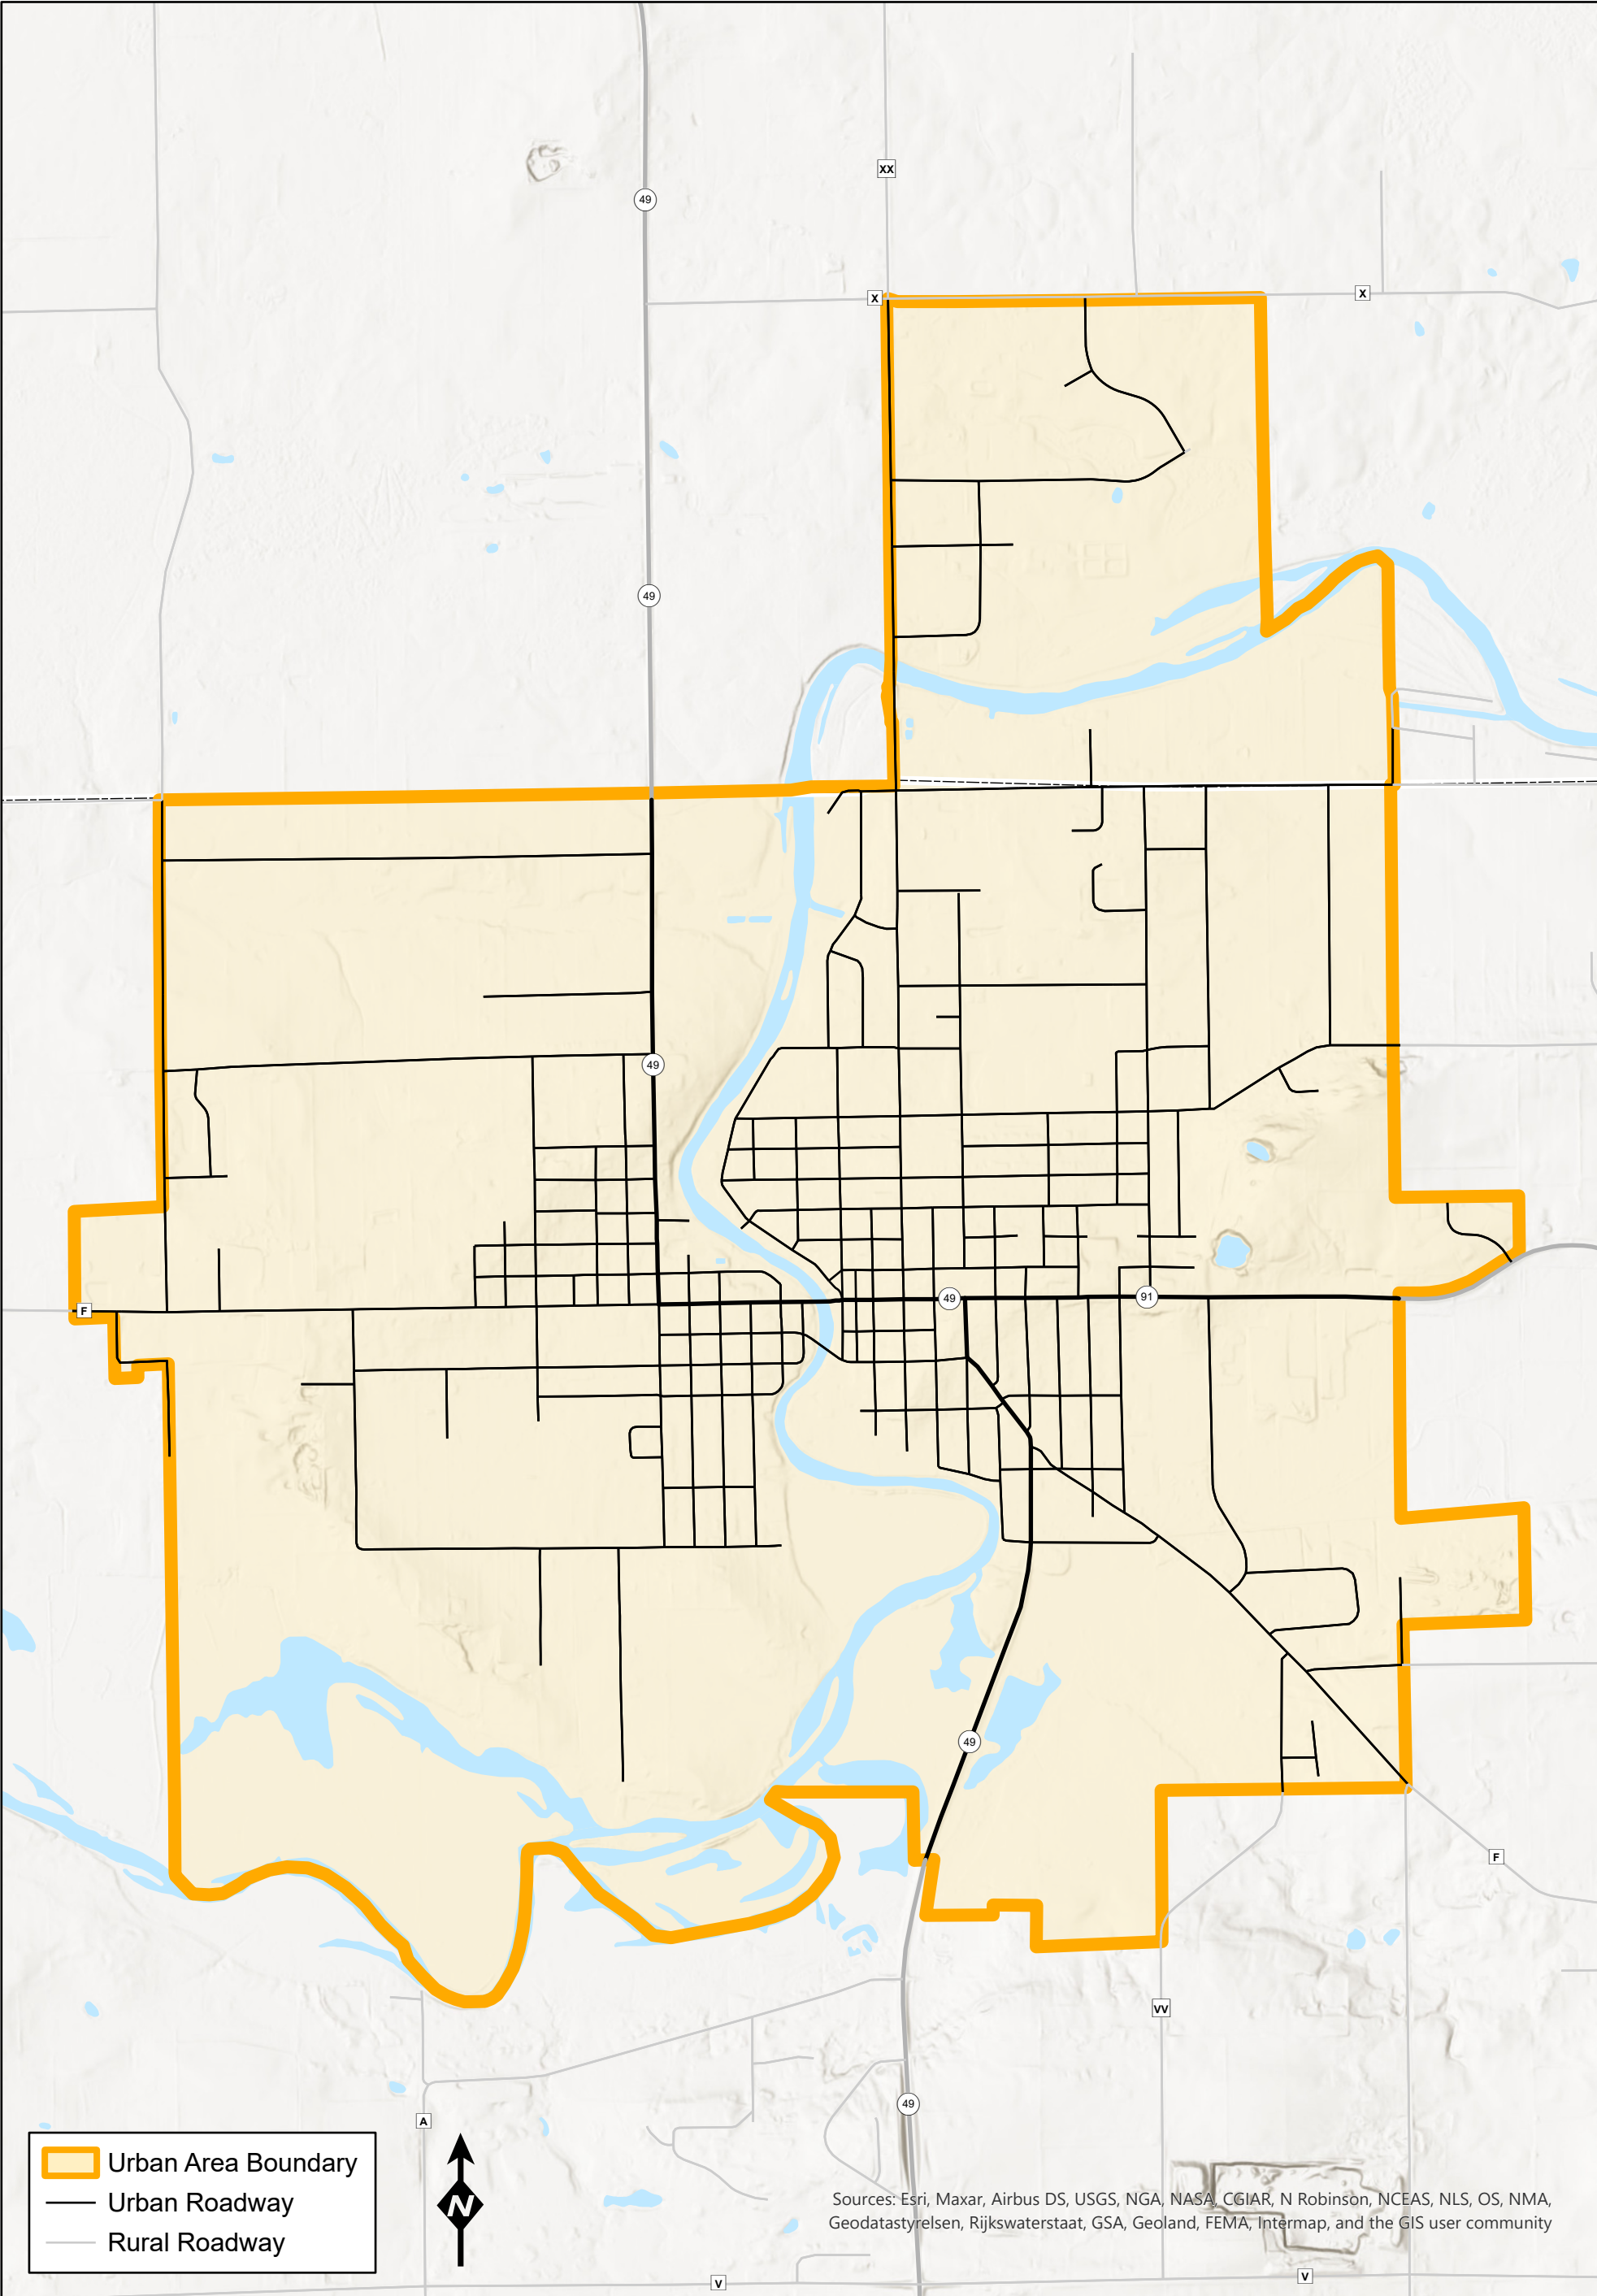 XX
49
X
X
49
49
49
91
F
49
F
VV
A
49
V
V
Urban Area Boundary
Urban Roadway
Rural Roadway
N
Sources: Esri, Maxar, Airbus DS, USGS, NGA, NASA, CGIAR, N Robinson, NCEAS, NLS, OS, NMA,
Geodatastyrelsen, Rijkswaterstaat, GSA, Geoland, FEMA, Intermap, and the GIS user community